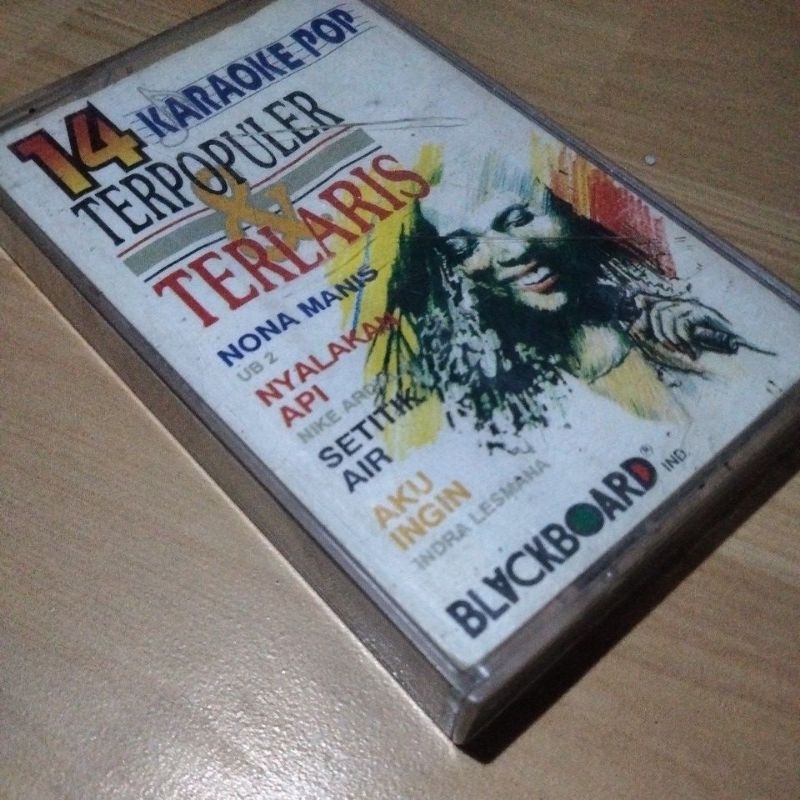 14 KARAOKE POP
TERPOPULER
&
TERLARIS
NONA MANIS
UB 2
NYALAKAN
API
NIKE ARDILLA
SETITIK
AIR
AKU
INGIN
INDRA LESMANA
BLACKBOARD® IND.